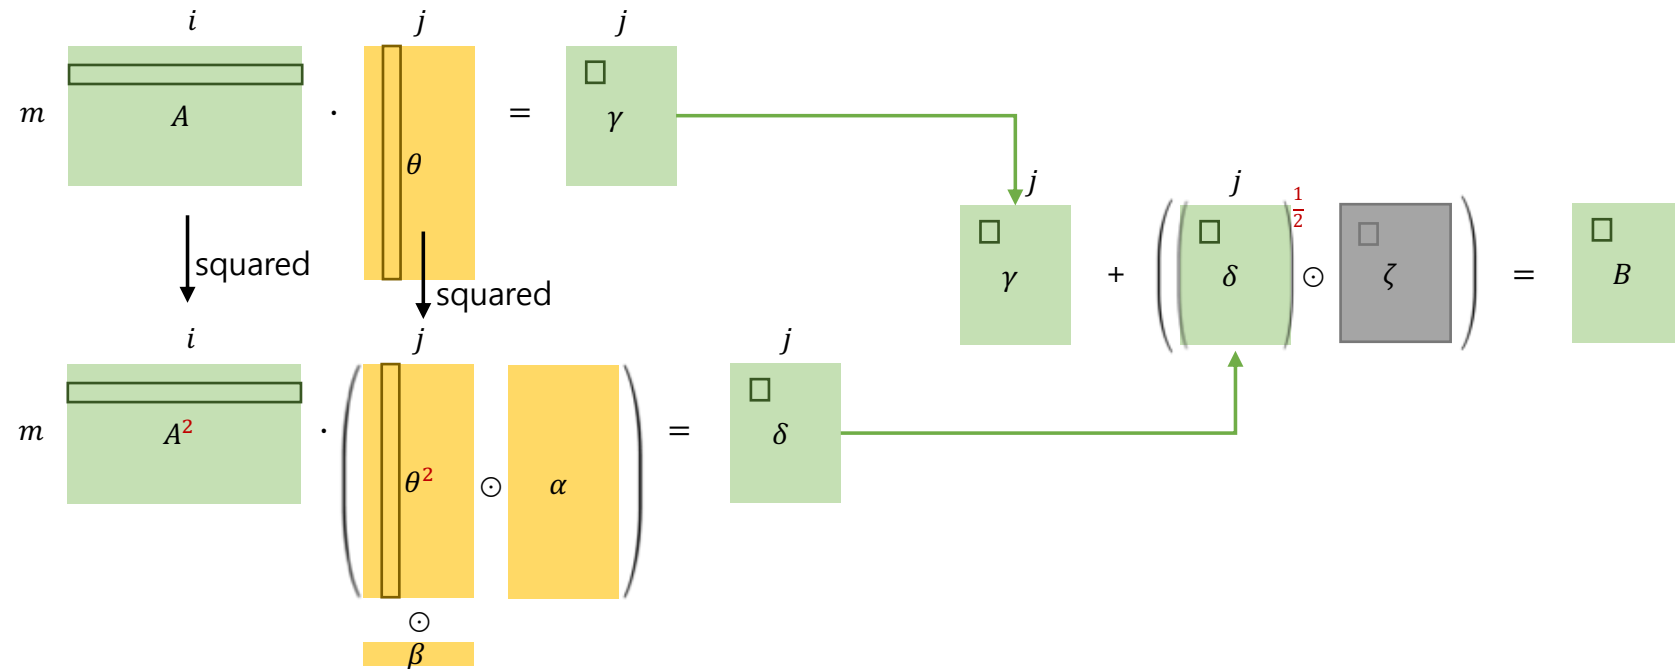 i j j
m A · θ = γ
squared
squared
j j
γ + ( ( δ )^{1/2} ⊙ ζ ) = B
i j j
m A² · ( θ² ⊙ α ) = δ
⊙
β